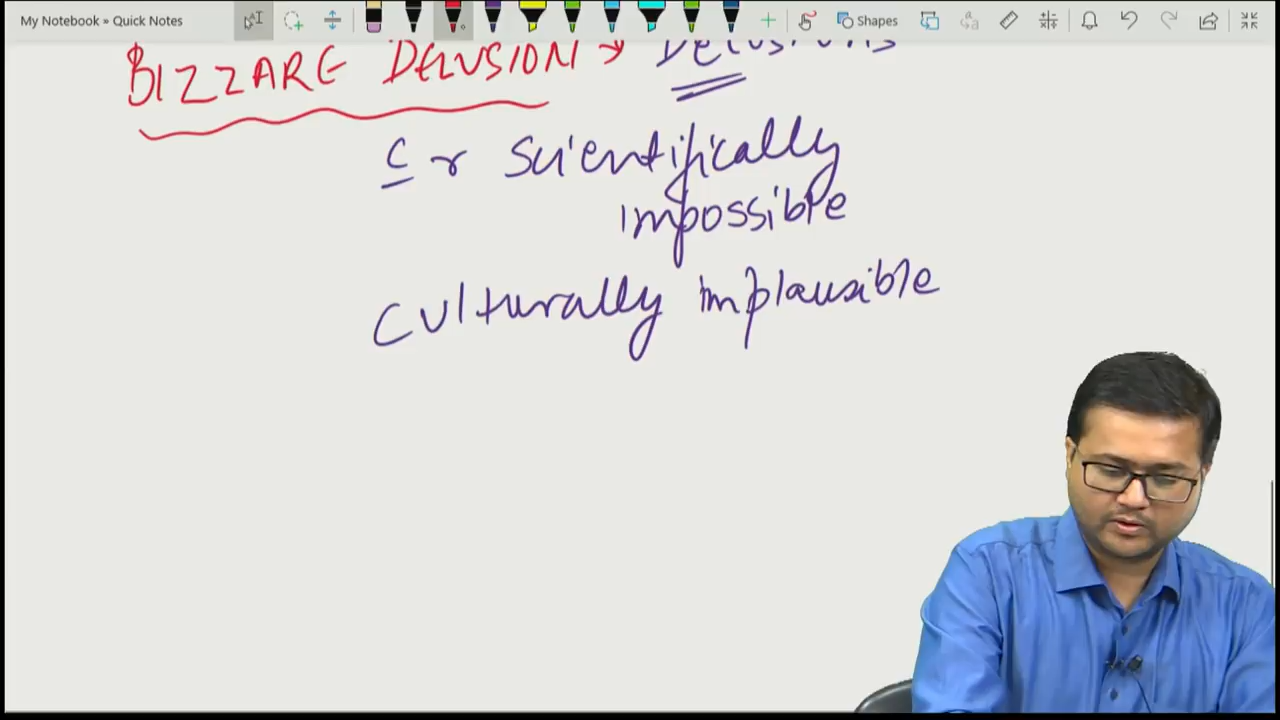 My Notebook » Quick Notes
Shapes
BIZZARE DELUSION → DELUSIONS
c r scientifically
impossible
culturally implausible